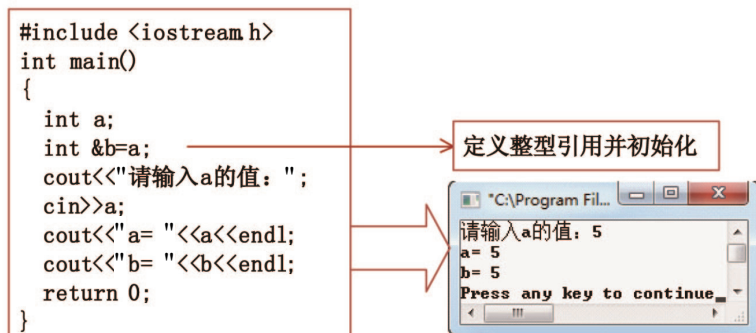 #include <iostream.h>
int main()
{
int a;
int &b=a;
cout<<"请输入a的值：";
cin>>a;
cout<<"a= "<<a<<endl;
cout<<"b= "<<b<<endl;
return 0;
}
定义整型引用并初始化
"C:\Program Fil...
请输入a的值：5
a= 5
b= 5
Press any key to continue_